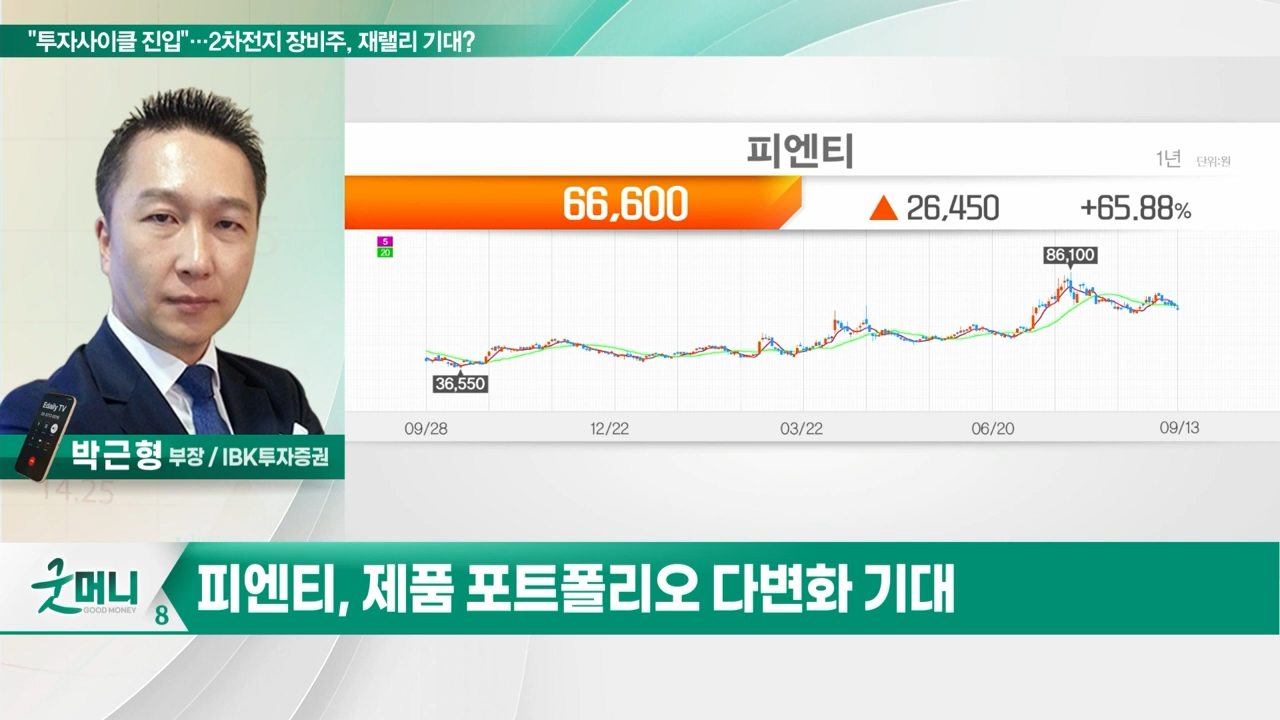 "투자사이클 진입"…2차전지 장비주, 재랠리 기대?
피엔티
1년 단위:원
66,600 ▲ 26,450 +65.88%
5
20
86,100
36,550
09/28 12/22 03/22 06/20 09/13
Edaily TV
박근형 부장 / IBK투자증권
14.25
굿머니
GOOD MONEY
8
피엔티, 제품 포트폴리오 다변화 기대